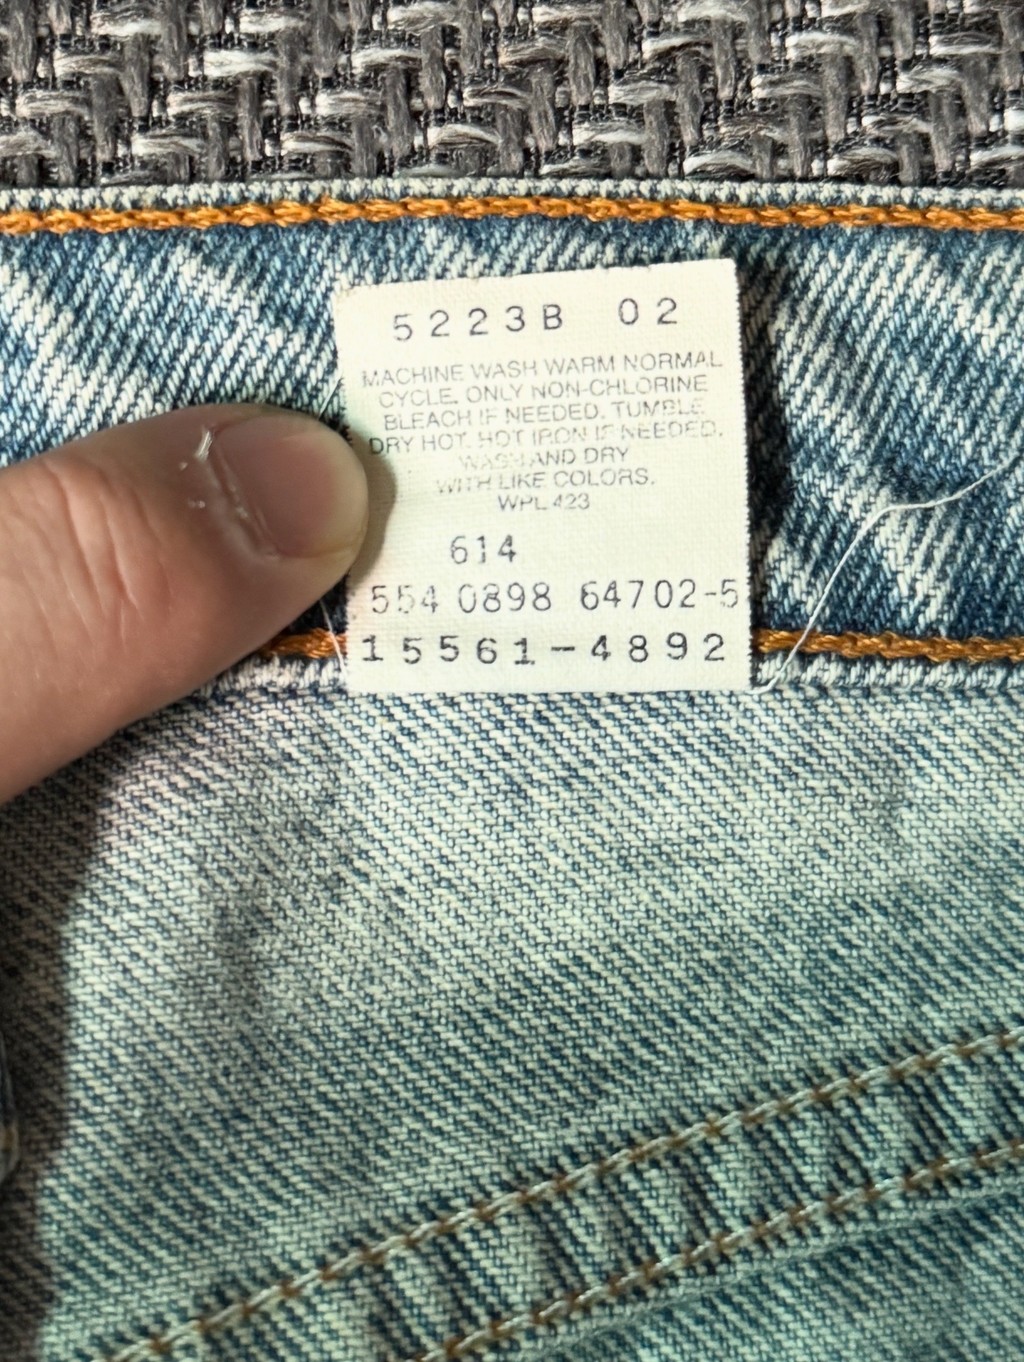 5223B 02
MACHINE WASH WARM NORMAL
CYCLE. ONLY NON-CHLORINE
BLEACH IF NEEDED. TUMBLE
DRY HOT. HOT IRON IF NEEDED.
WASH AND DRY
WITH LIKE COLORS.
WPL 423
614
554 0898 64702-5
15561-4892